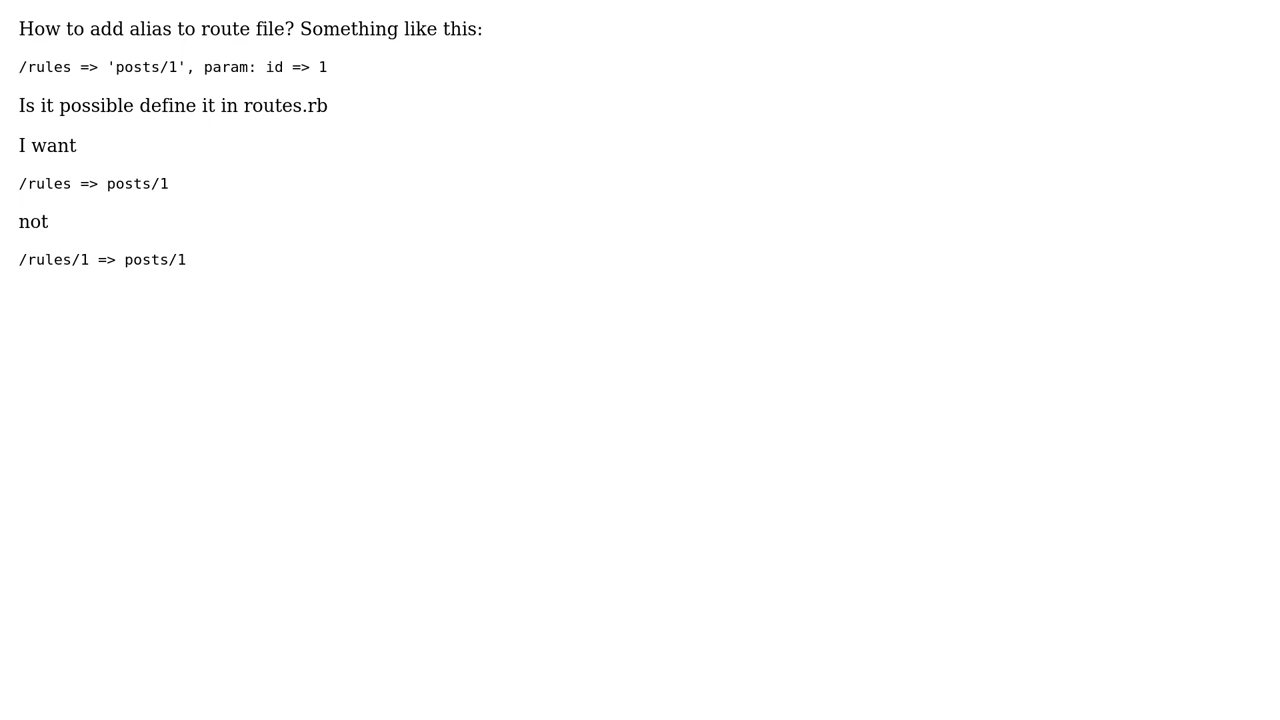 How to add alias to route file? Something like this:
/rules => 'posts/1', param: id => 1
Is it possible define it in routes.rb
I want
/rules => posts/1
not
/rules/1 => posts/1